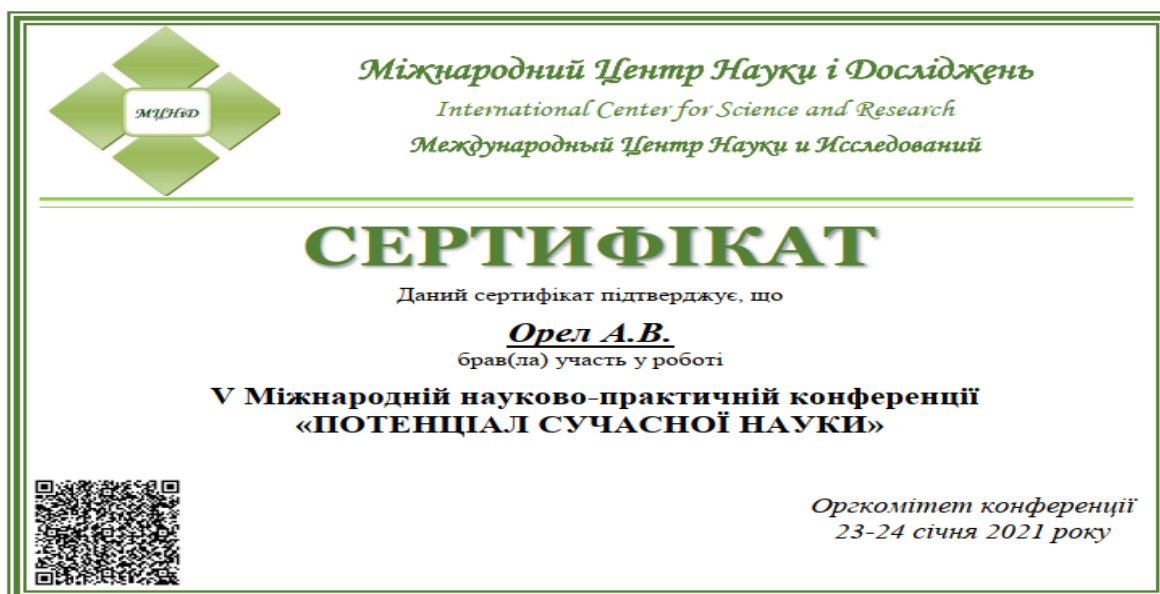 МЦНіД
Міжнародний Центр Науки і Досліджень
International Center for Science and Research
Международный Центр Науки и Исследований
СЕРТИФІКАТ
Даний сертифікат підтверджує, що
Орел А.В.
брав(ла) участь у роботі
V Міжнародній науково-практичній конференції
«ПОТЕНЦІАЛ СУЧАСНОЇ НАУКИ»
Оргкомітет конференції
23-24 січня 2021 року